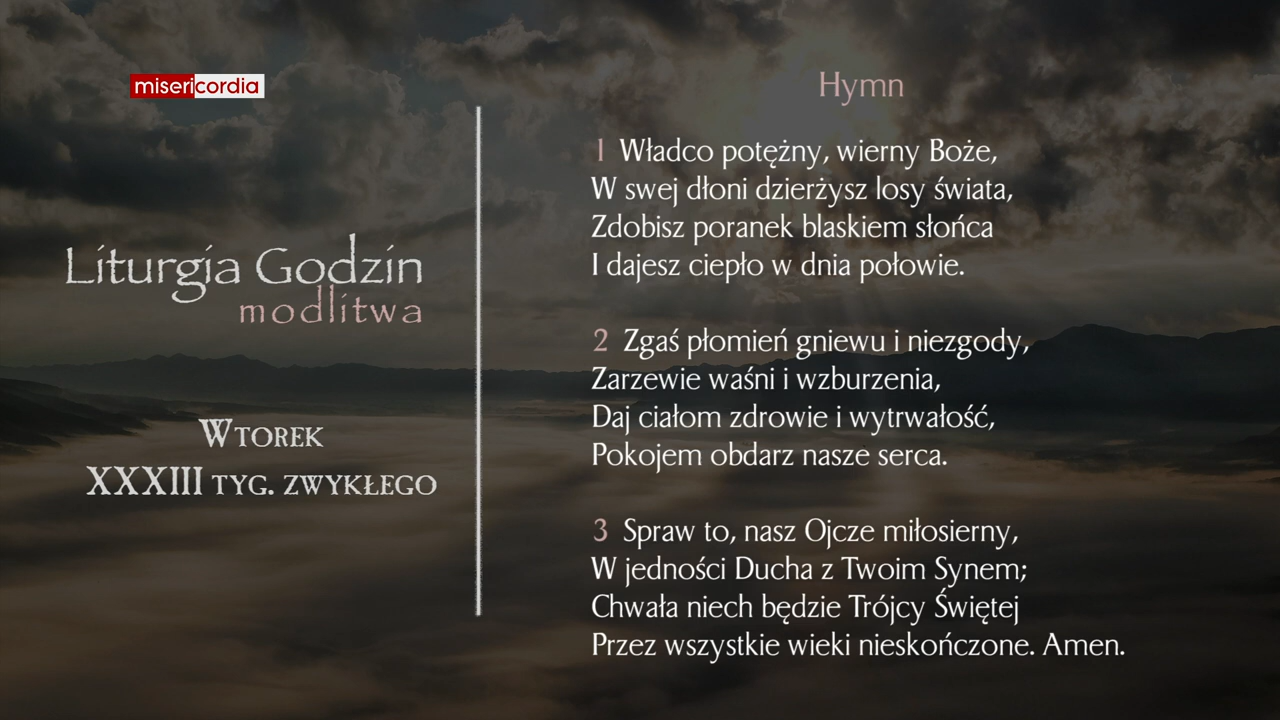 misericordia
Liturgia Godzin
modlitwa
Wtorek
XXXIII tyg. zwykłego
Hymn
1 Władco potężny, wierny Boże,
W swej dłoni dzierżysz losy świata,
Zdobisz poranek blaskiem słońca
I dajesz ciepło w dnia połowie.
2 Zgaś płomień gniewu i niezgody,
Zarzewie waśni i wzburzenia,
Daj ciałom zdrowie i wytrwałość,
Pokojem obdarz nasze serca.
3 Spraw to, nasz Ojcze miłosierny,
W jedności Ducha z Twoim Synem;
Chwała niech będzie Trójcy Świętej
Przez wszystkie wieki nieskończone. Amen.